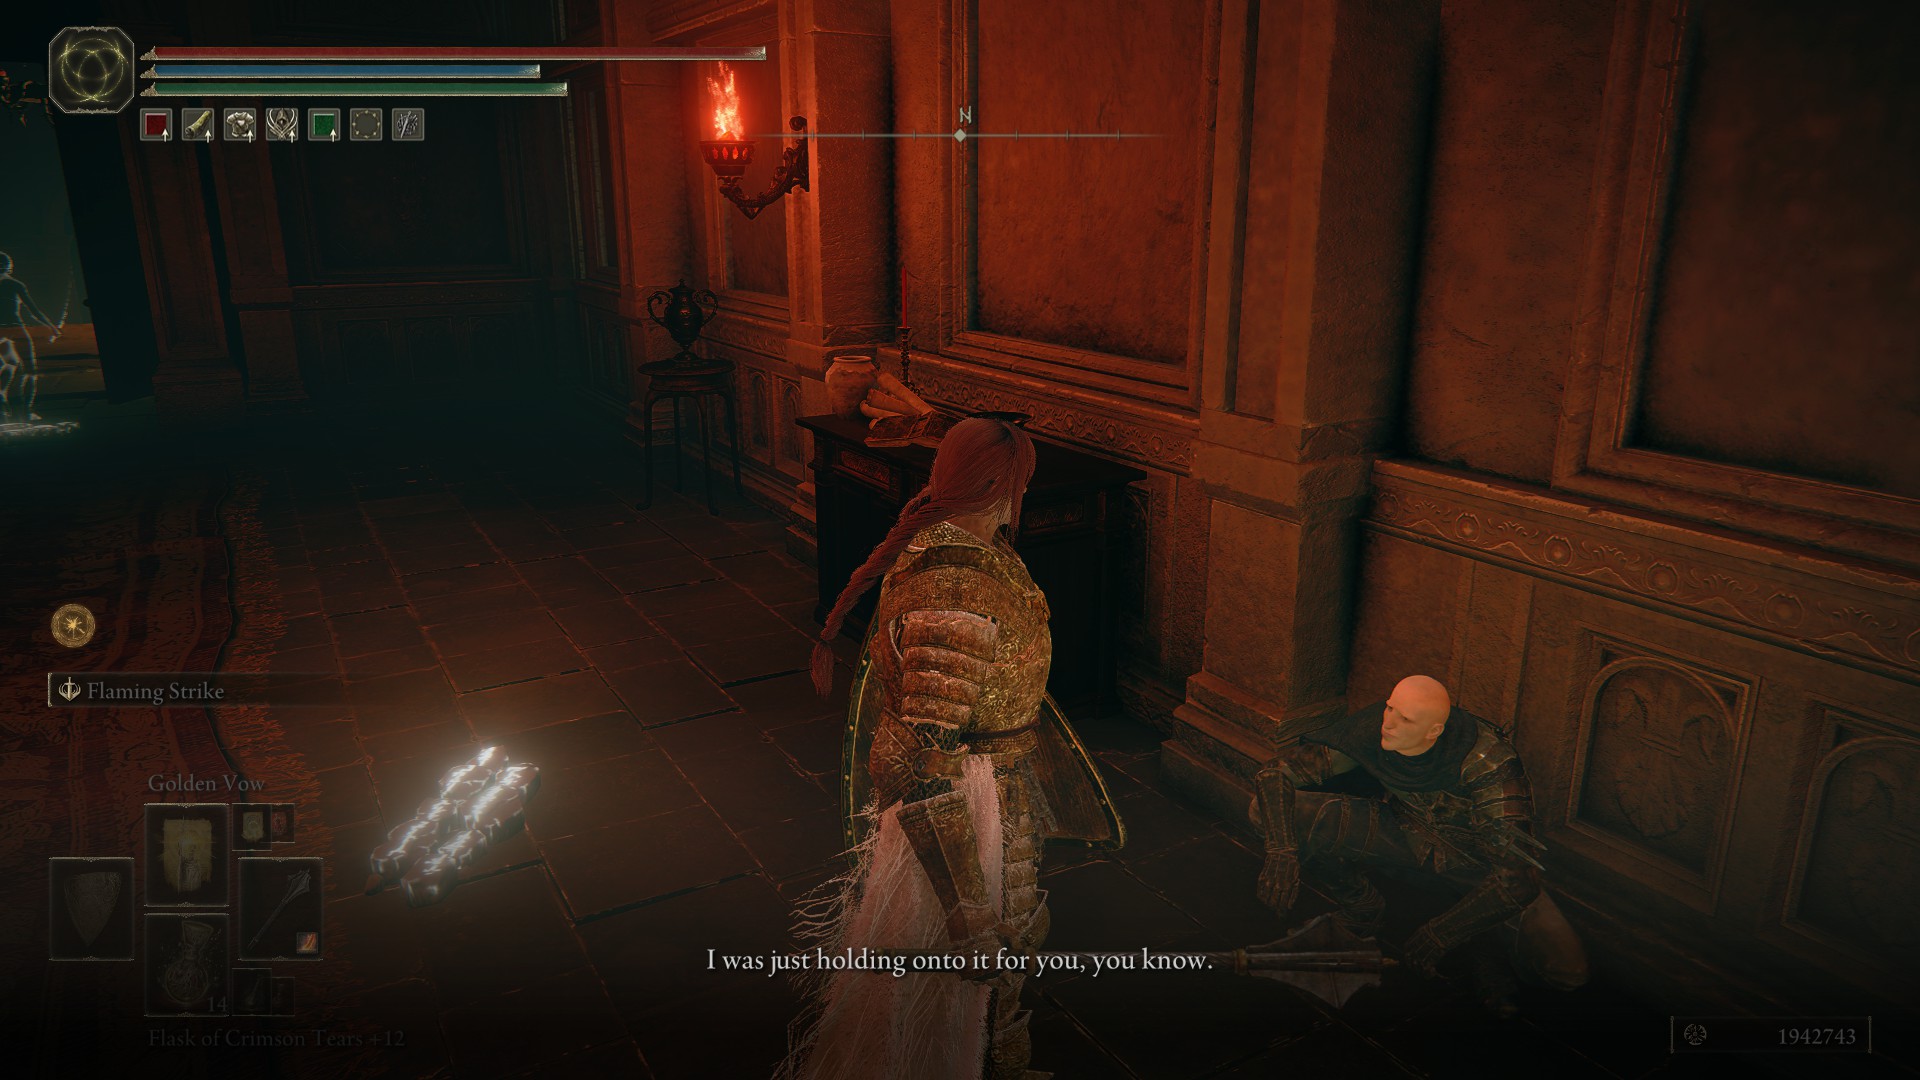 N
Flaming Strike
Golden Vow
I was just holding onto it for you, you know.
14
Flask of Crimson Tears +12
1942743